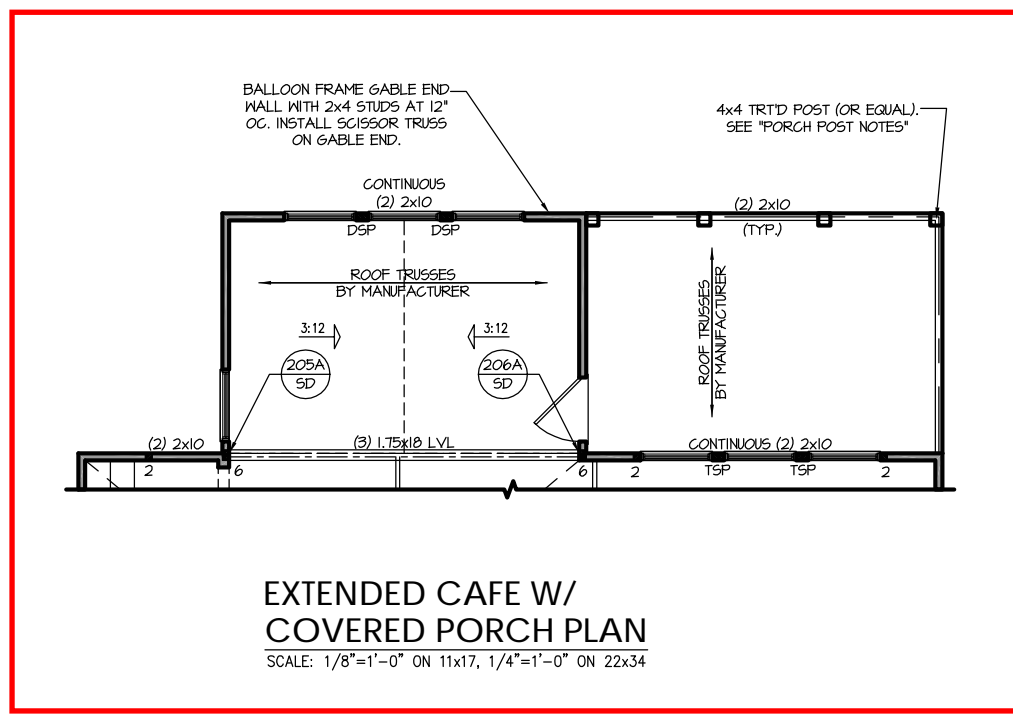 BALLOON FRAME GABLE END
WALL WITH 2x4 STUDS AT 12"
OC. INSTALL SCISSOR TRUSS
ON GABLE END.
4x4 TRT'D POST (OR EQUAL).
SEE "PORCH POST NOTES"
CONTINUOUS
(2) 2x10
DSP
DSP
(2) 2x10
(TYP.)
ROOF TRUSSES
BY MANUFACTURER
ROOF TRUSSES
BY MANUFACTURER
3:12
3:12
205A
SD
206A
SD
(2) 2x10
(3) 1.75x18 LVL
CONTINUOUS (2) 2x10
2
6
6
2
TSP
TSP
2
EXTENDED CAFE W/
COVERED PORCH PLAN
SCALE: 1/8"=1'-0" ON 11x17, 1/4"=1'-0" ON 22x34